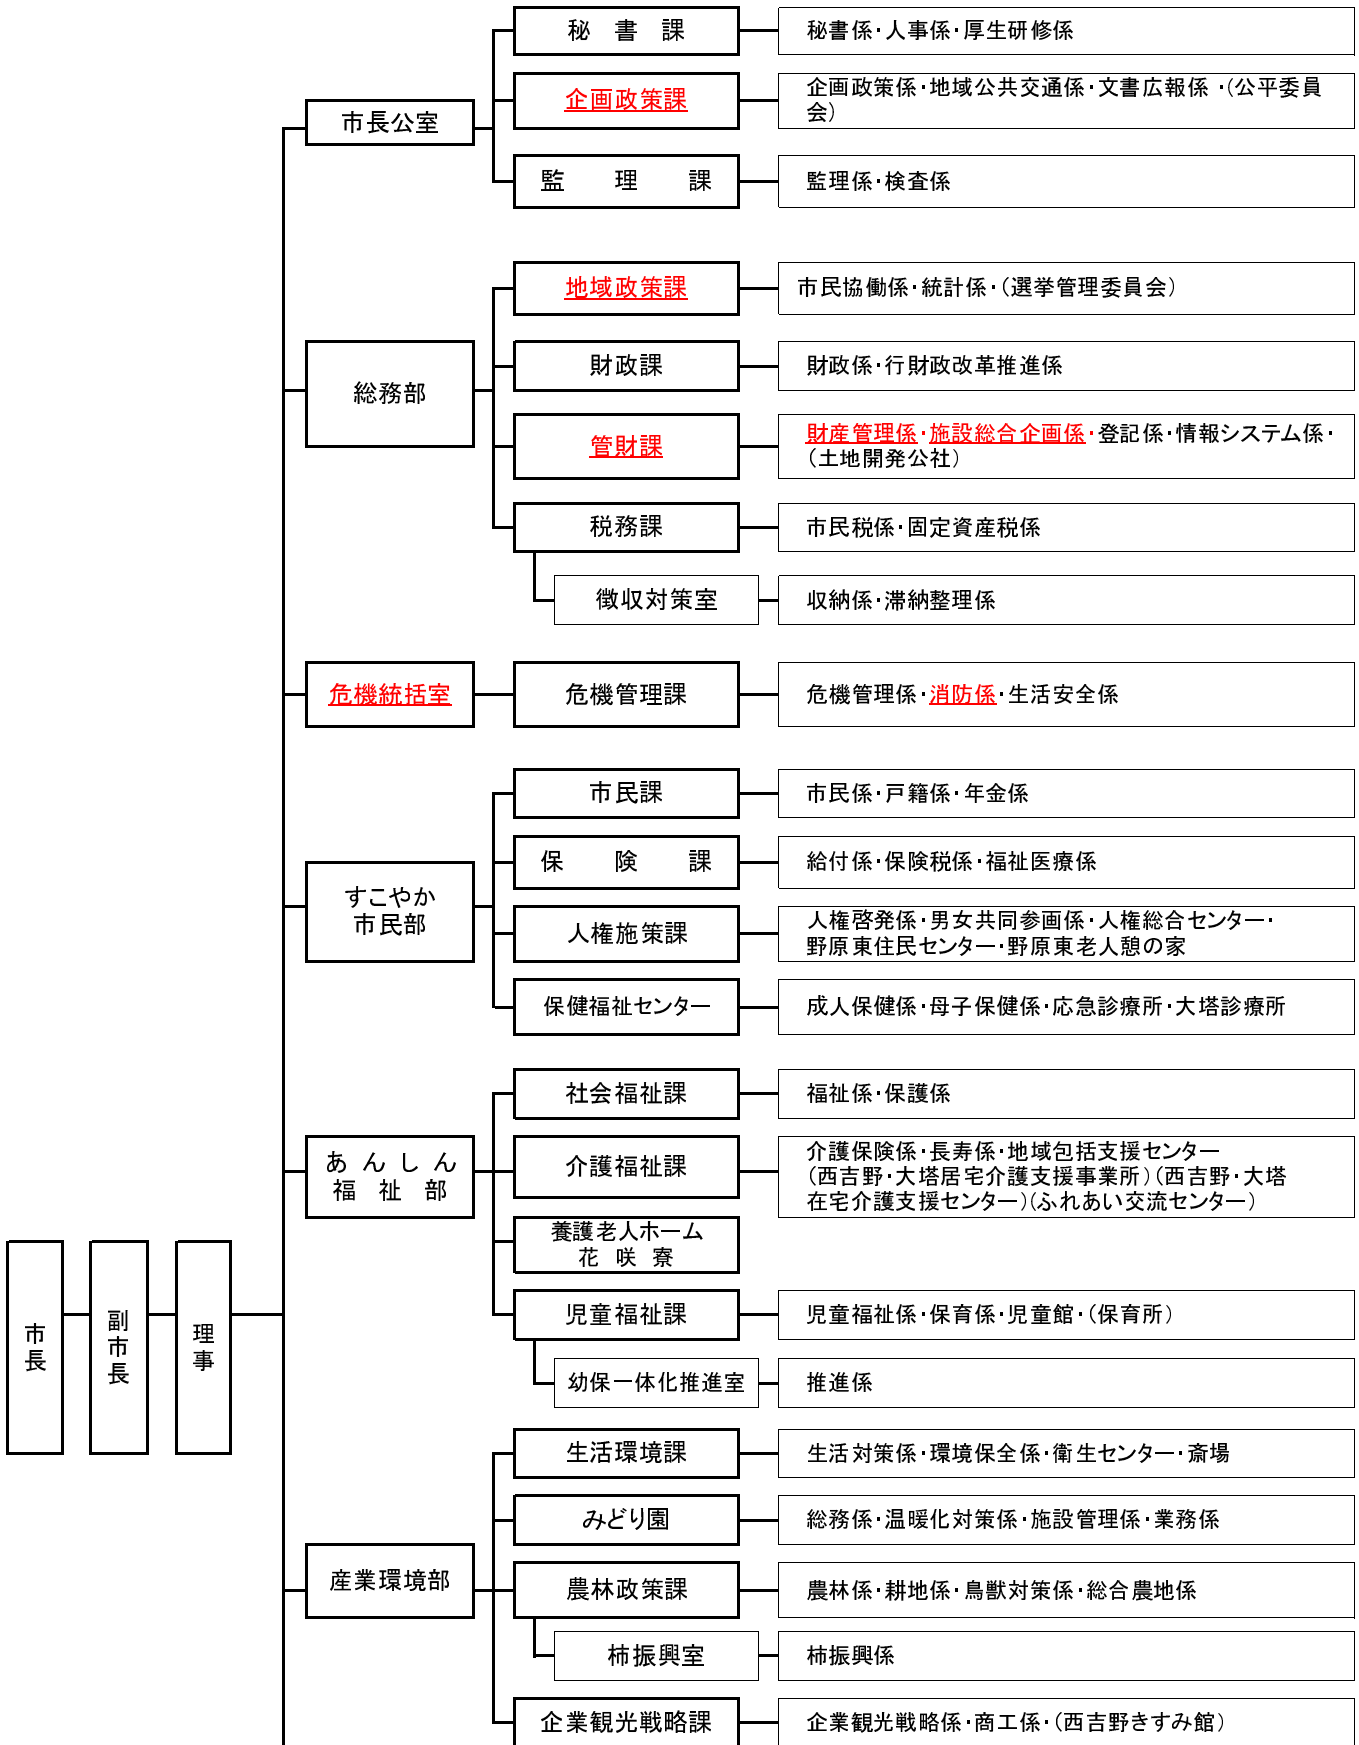 秘　書　課
秘書係・人事係・厚生研修係
企画政策課
企画政策係・地域公共交通係・文書広報係 ・（公平委員
会）
市長公室
監　理　課
監理係・検査係
地域政策課
市民協働係・統計係・（選挙管理委員会）
財政課
財政係・行財政改革推進係
総務部
管財課
財産管理係・施設総合企画係・登記係・情報システム係・
（土地開発公社）
税務課
市民税係・固定資産税係
徴収対策室
収納係・滞納整理係
危機統括室
危機管理課
危機管理係・消防係・生活安全係
市民課
市民係・戸籍係・年金係
保　険　課
給付係・保険税係・福祉医療係
すこやか
市民部
人権施策課
人権啓発係・男女共同参画係・人権総合センター・
野原東住民センター・野原東老人憩の家
保健福祉センター
成人保健係・母子保健係・応急診療所・大塔診療所
社会福祉課
福祉係・保護係
あ ん し ん
福　祉　部
介護福祉課
介護保険係・長寿係・地域包括支援センター
（西吉野・大塔居宅介護支援事業所）（西吉野・大塔
在宅介護支援センター）（ふれあい交流センター）
養護老人ホーム
花　咲　寮
市長
副市長
理事
児童福祉課
児童福祉係・保育係・児童館・（保育所）
幼保一体化推進室
推進係
生活環境課
生活対策係・環境保全係・衛生センター・斎場
みどり園
総務係・温暖化対策係・施設管理係・業務係
産業環境部
農林政策課
農林係・耕地係・鳥獣対策係・総合農地係
柿振興室
柿振興係
企業観光戦略課
企業観光戦略係・商工係・（西吉野きすみ館）